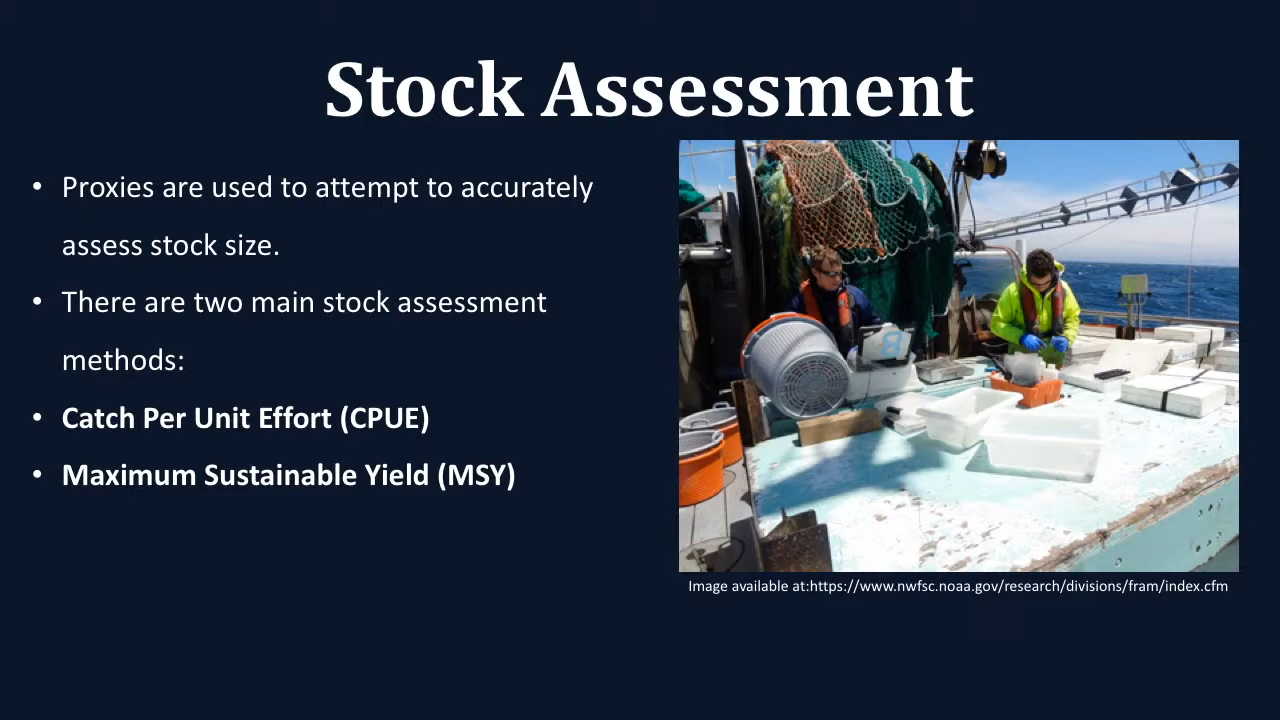 Stock Assessment
• Proxies are used to attempt to accurately
assess stock size.
• There are two main stock assessment
methods:
• Catch Per Unit Effort (CPUE)
• Maximum Sustainable Yield (MSY)
8
Image available at:https://www.nwfsc.noaa.gov/research/divisions/fram/index.cfm